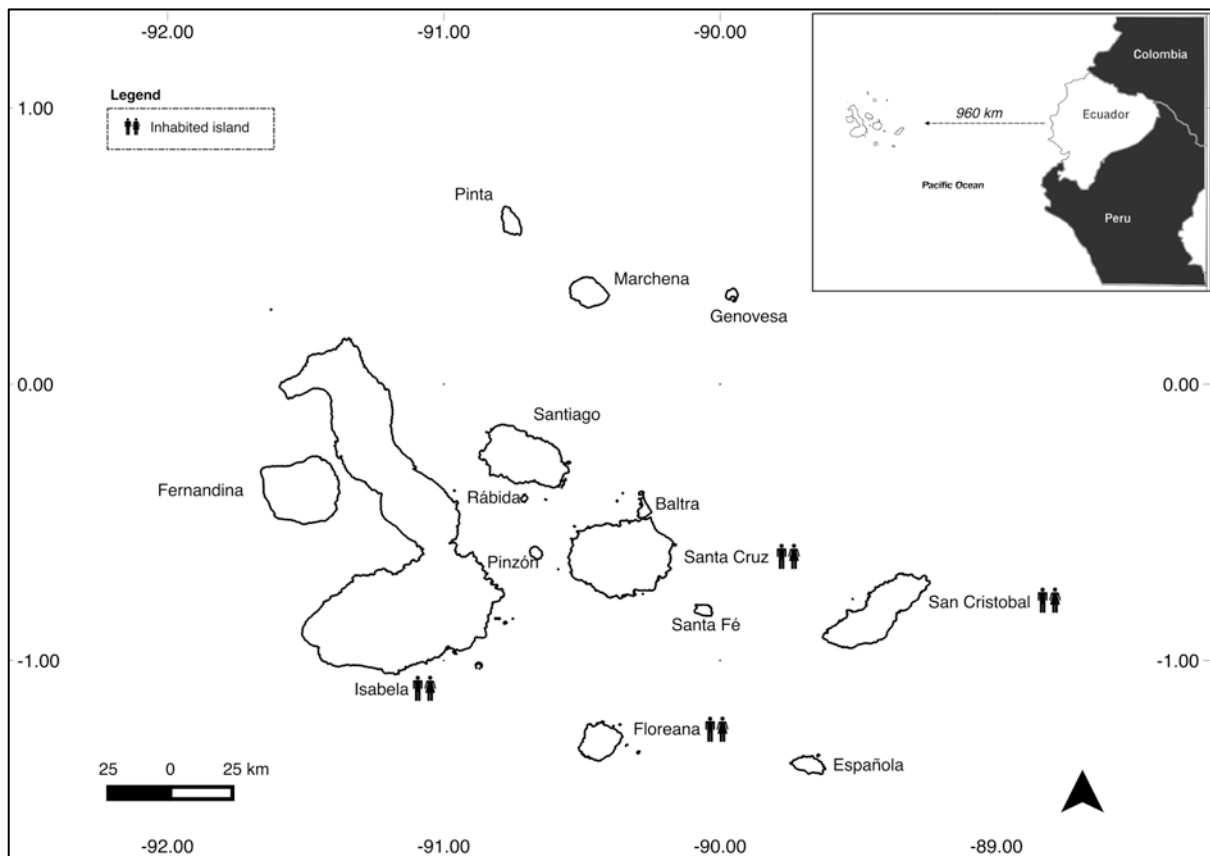 -92.00
-91.00
-90.00
Colombia
Legend
1.00
Inhabited island
960 km
Ecuador
Pacific Ocean
Peru
Pinta
Marchena
Genovesa
0.00
0.00
Santiago
Fernandina
Rábida
Baltra
Pinzón
Santa Cruz
San Cristobal
Santa Fé
-1.00
-1.00
Isabela
Floreana
Española
25 0 25 km
-92.00
-91.00
-90.00
-89.00